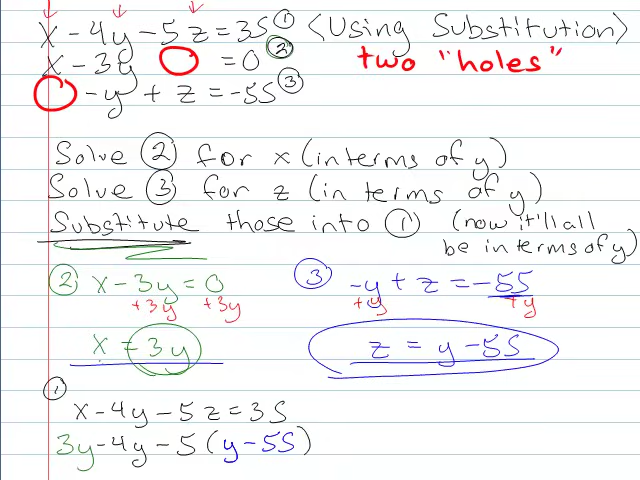 x - 4y - 5z = 35 ① (Using Substitution)
x - 3y = 0 ② two "holes"
- y + z = -55 ③
Solve ② for x (in terms of y)
Solve ③ for z (in terms of y)
Substitute those into ① (now it'll all
be in terms of y)
② x - 3y = 0 ③ -y + z = -55
+3y +3y +y +y
x = 3y z = y - 55
①
x - 4y - 5z = 35
3y - 4y - 5(y - 55)